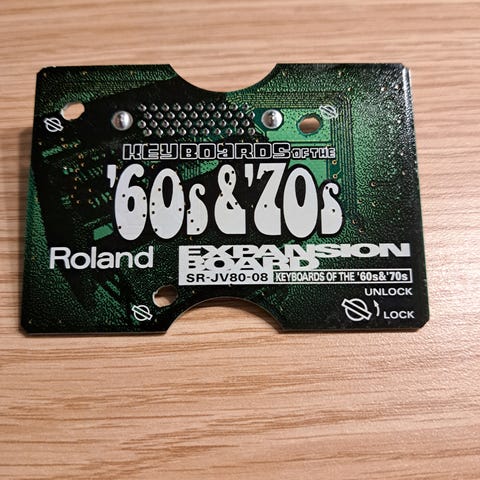 KEYBOARDS OF THE
'60s & '70s
Roland
EXPANSION
BOARD
SR-JV80-08 KEYBOARDS OF THE '60s&'70s
UNLOCK
LOCK